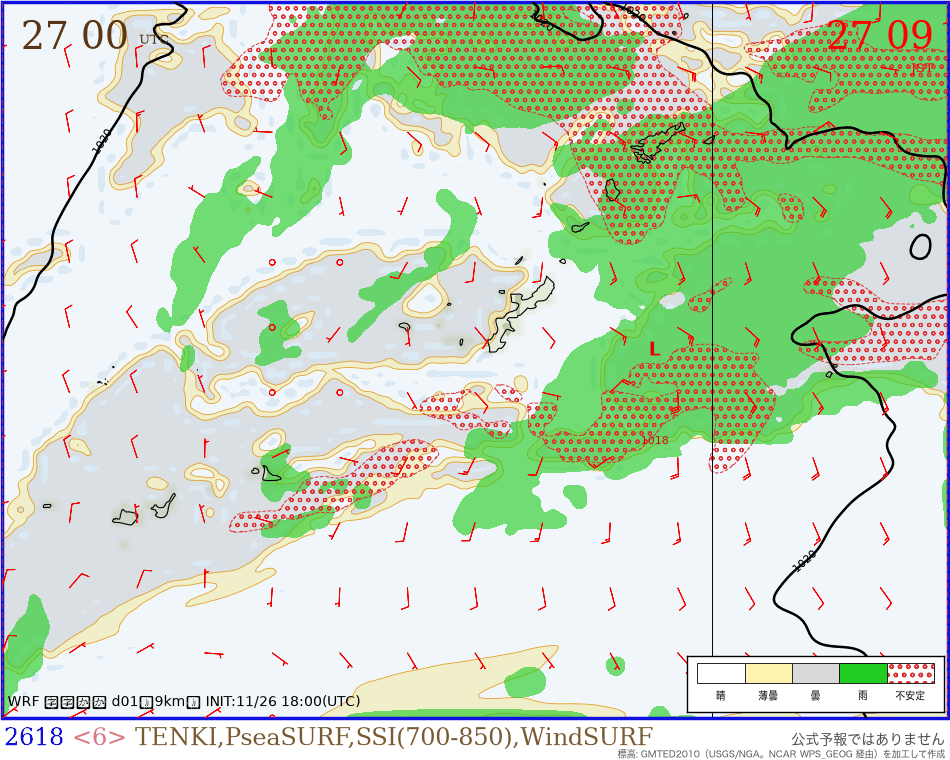 27 00 UTC
27 09
JST
1020
L
1018
1020
WRF d01 9km INIT:11/26 18:00(UTC)
晴 薄曇 曇 雨 不安定
2618 <6> TENKI,PseaSURF,SSI(700-850),WindSURF
公式予報ではありません
標高: GMTED2010（USGS/NGA。NCAR WPS_GEOG 経由）を加工して作成